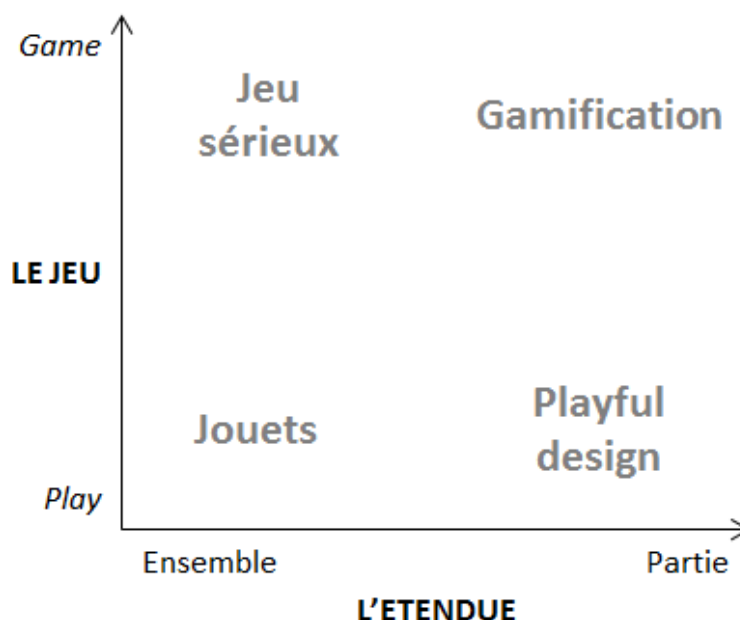 Game
Jeu
sérieux
Gamification
LE JEU
Jouets
Playful
design
Play
Ensemble
Partie
L'ETENDUE